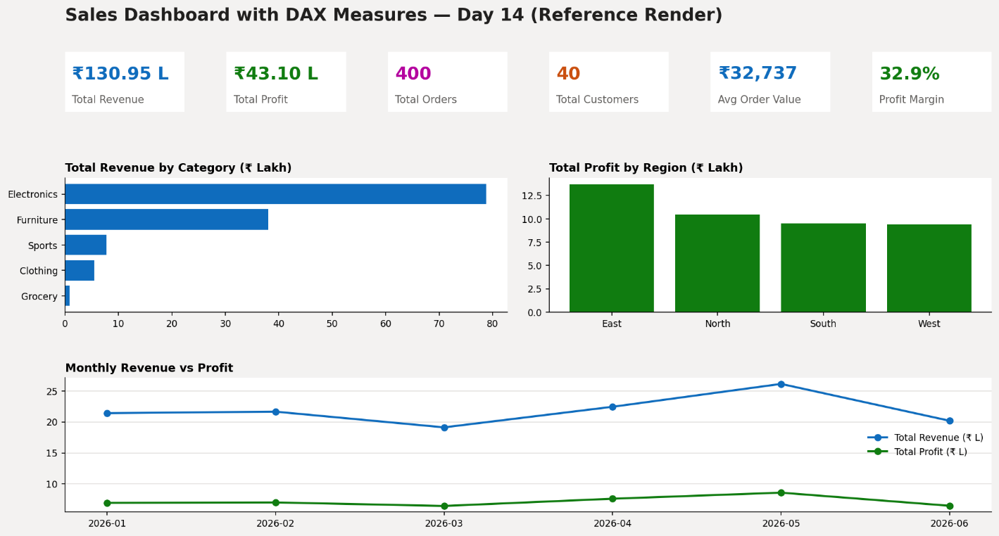 Sales Dashboard with DAX Measures — Day 14 (Reference Render)
₹130.95 L
Total Revenue
₹43.10 L
Total Profit
400
Total Orders
40
Total Customers
₹32,737
Avg Order Value
32.9%
Profit Margin
Total Revenue by Category (₹ Lakh)
Electronics
Furniture
Sports
Clothing
Grocery
0 10 20 30 40 50 60 70 80
Total Profit by Region (₹ Lakh)
12.5
10.0
7.5
5.0
2.5
0.0
East North South West
Monthly Revenue vs Profit
25
20
15
10
Total Revenue (₹ L)
Total Profit (₹ L)
2026-01 2026-02 2026-03 2026-04 2026-05 2026-06